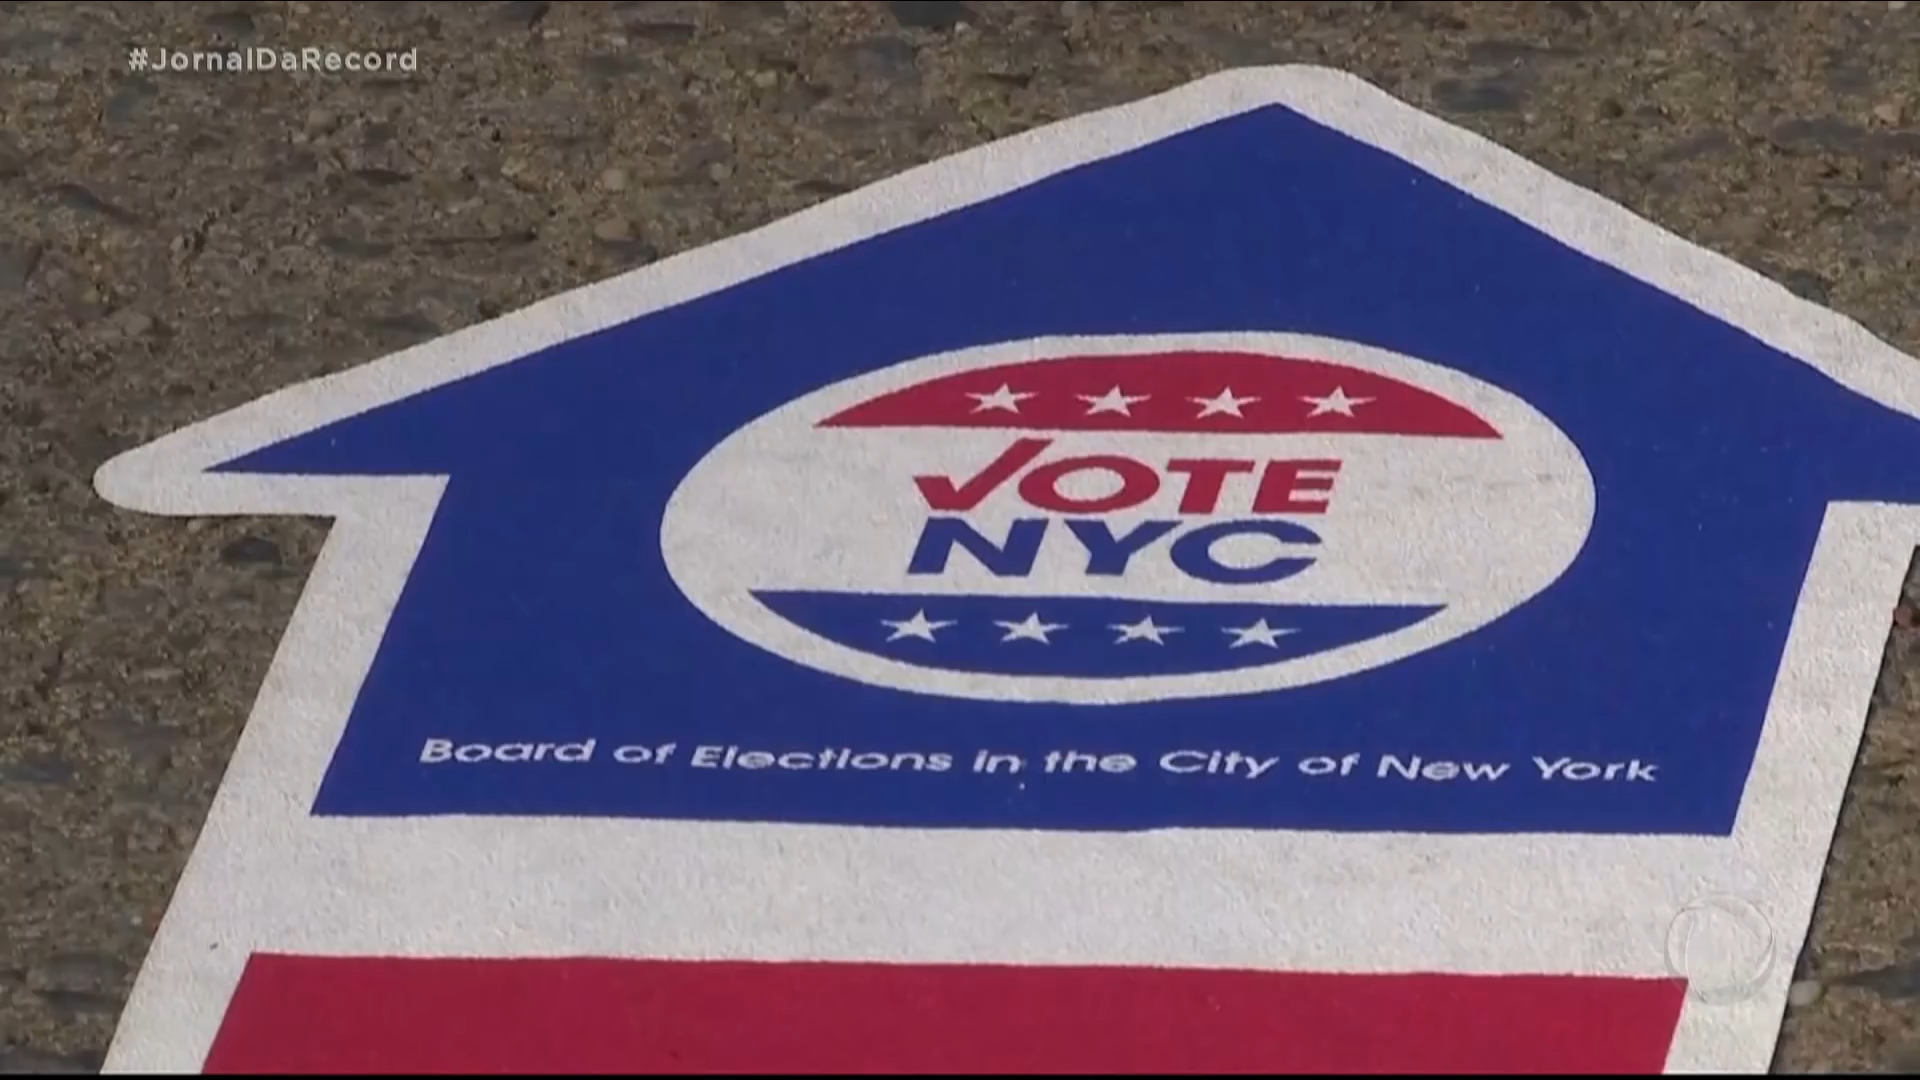 #JornalDaRecord
VOTE
NYC
Board of Elections in the City of New York